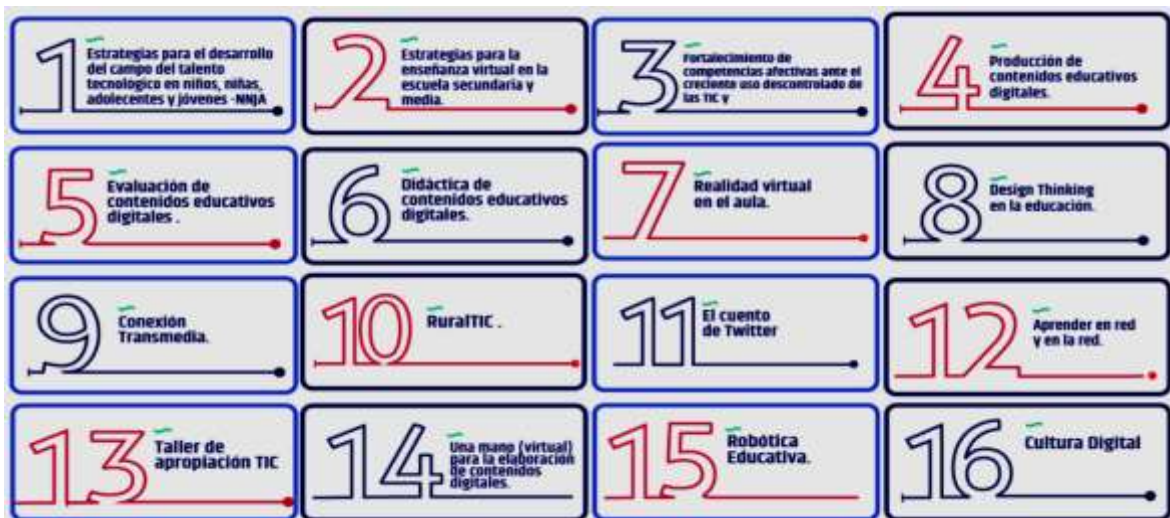 1
Estrategias para el desarrollo
del campo del talento
tecnologico en niños, niñas,
adolecentes y jóvenes -NNJA
2
Estrategias para la
enseñanza virtual en la
escuela secundaria y
media.
3
Fortalecimiento de
competencias afectivas ante el
creciente uso descontrolado de
las TIC y
4
Producción de
contenidos educativos
digitales.
5
Evaluación de
contenidos educativos
digitales .
6
Didáctica de
contenidos educativos
digitales.
7
Realidad virtual
en el aula.
8
Design Thinking
en la educación.
9
Conexión
Transmedia.
10
RuralTIC .
11
El cuento
de Twitter
12
Aprender en red
y en la red.
13
Taller de
apropiación TIC
14
Una mano (virtual)
para la elaboración
de contenidos
digitales.
15
Robótica
Educativa.
16
Cultura Digital